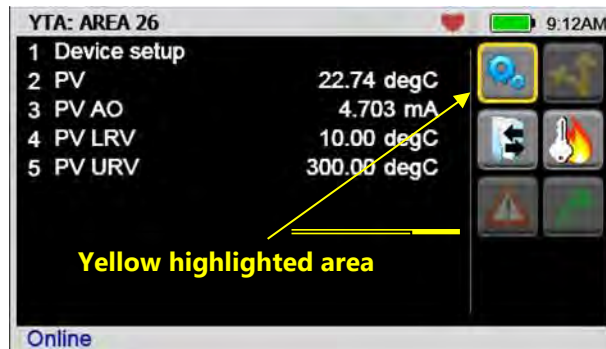 YTA: AREA 26 9:12AM
1 Device setup
2 PV 22.74 degC
3 PV AO 4.703 mA
4 PV LRV 10.00 degC
5 PV URV 300.00 degC
Yellow highlighted area
Online